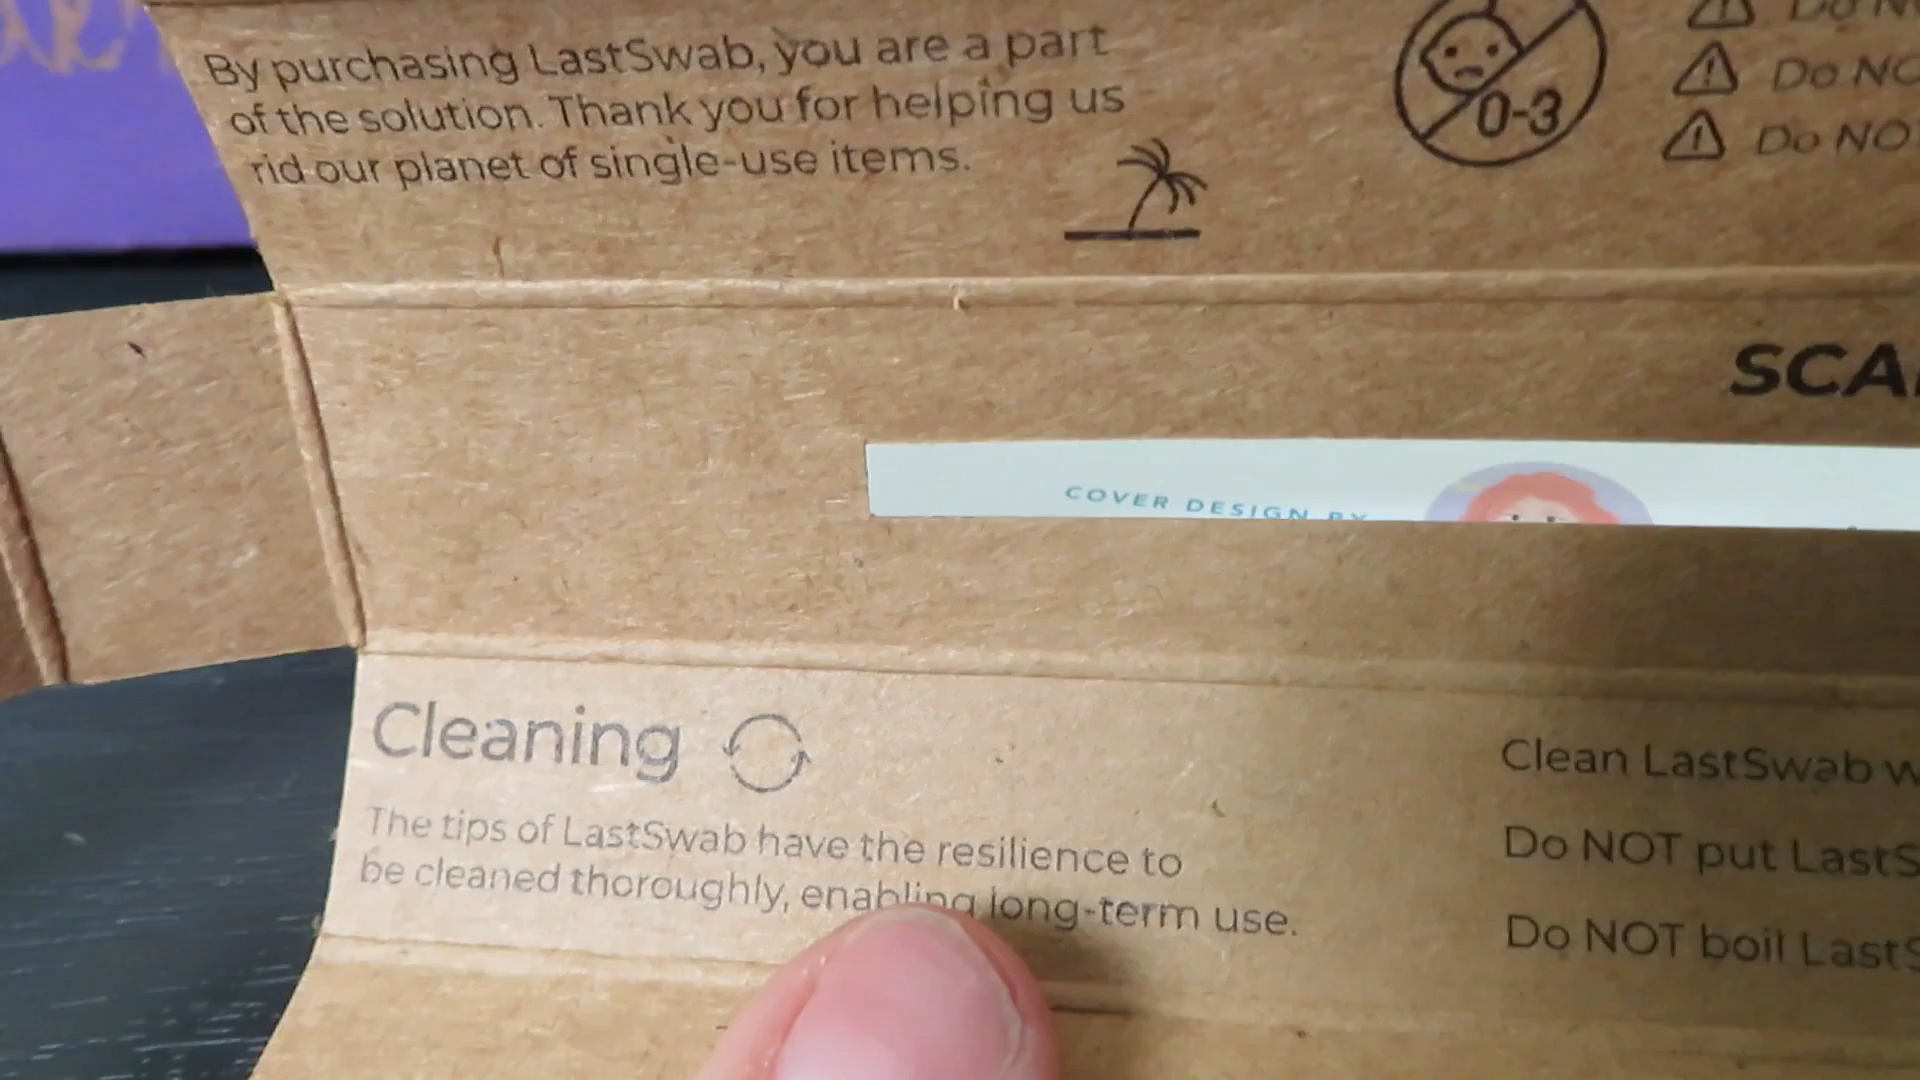 By purchasing LastSwab, you are a part
of the solution. Thank you for helping us
rid our planet of single-use items.
0-3
Do NOT
Do NO
Do NO
SCA
COVER DESIGN BY
Cleaning
The tips of LastSwab have the resilience to
be cleaned thoroughly, enabling long-term use.
Clean LastSwab w
Do NOT put LastS
Do NOT boil LastS